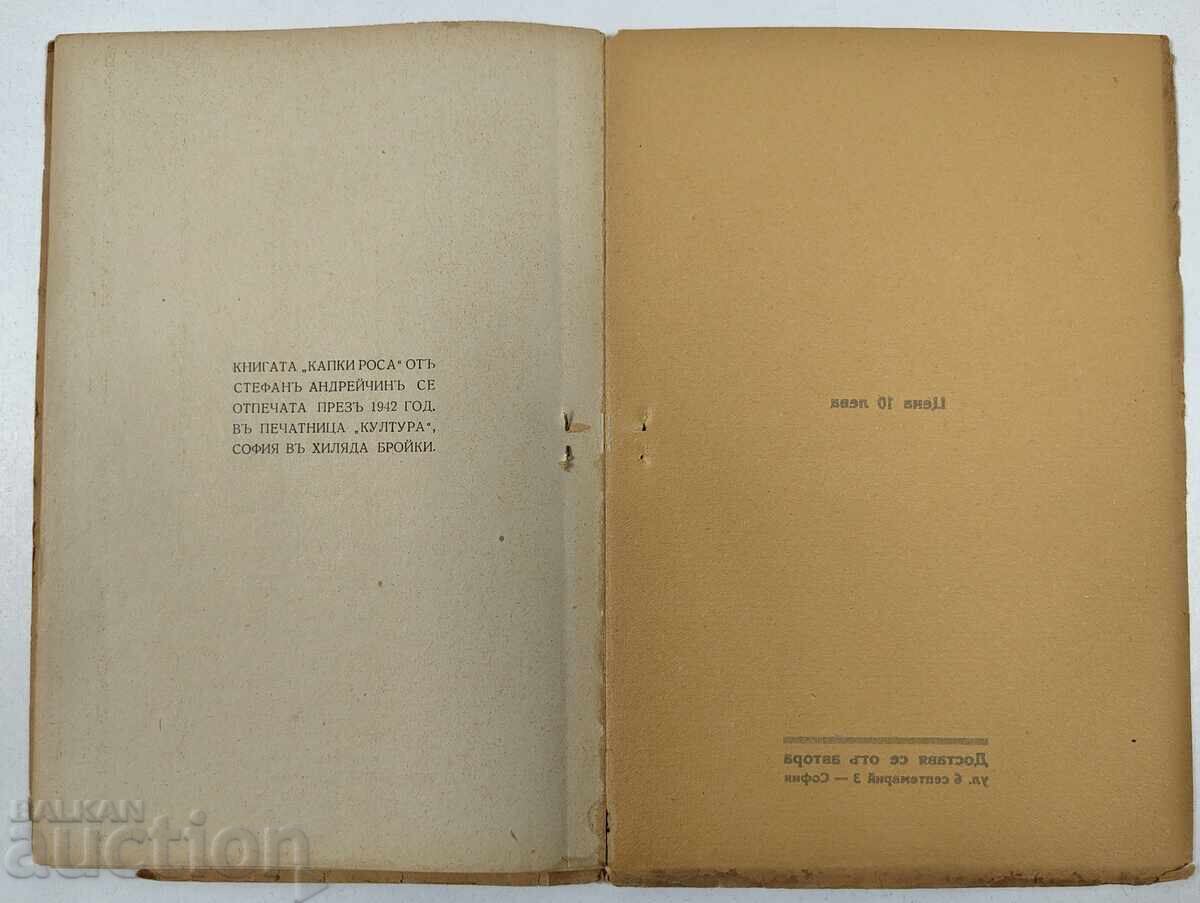 КНИГАТА „КАПКИ РОСА“ ОТЪ
СТЕФАНЪ АНДРЕЙЧИНЪ СЕ
ОТПЕЧАТА ПРЕЗЪ 1942 ГОД.
ВЪ ПЕЧАТНИЦА „КУЛТУРА“,
СОФИЯ ВЪ ХИЛЯДА БРОЙКИ.
Цена 10 лева
Доставя се отъ автора
ул. 6 септемврий 3 — София
BALKAN
auction